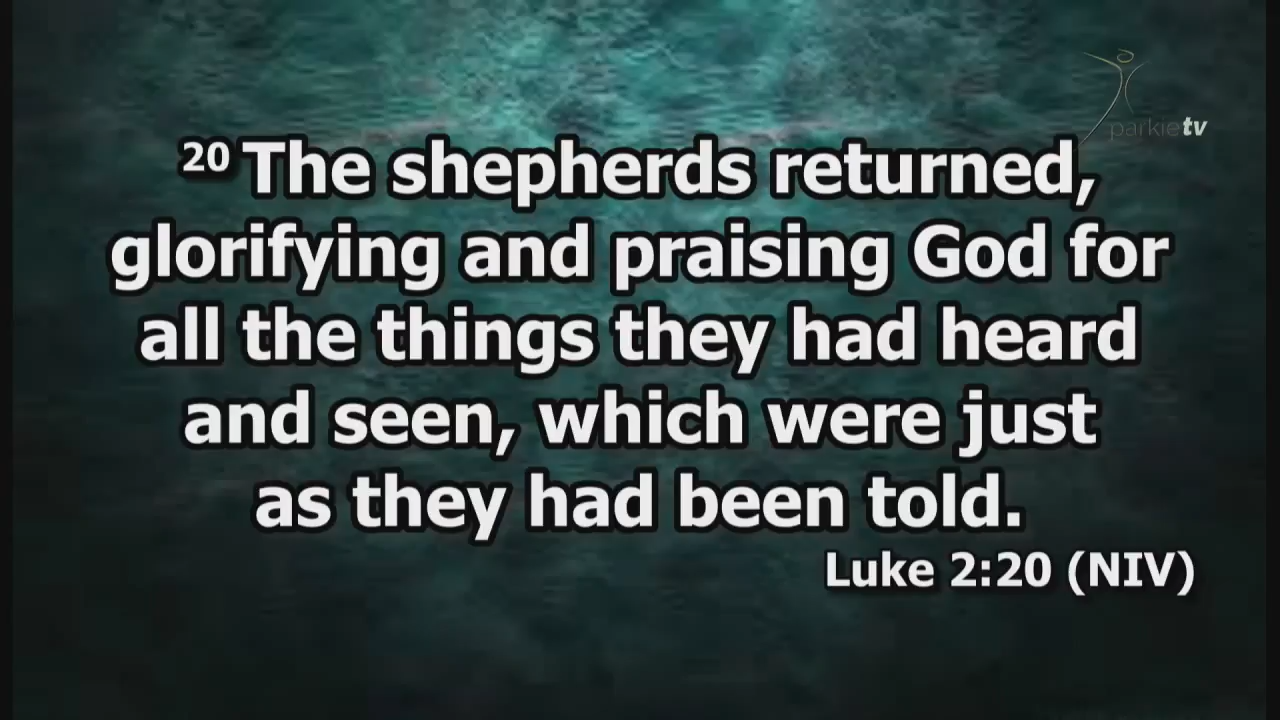 parkietv
20 The shepherds returned,
glorifying and praising God for
all the things they had heard
and seen, which were just
as they had been told.
Luke 2:20 (NIV)